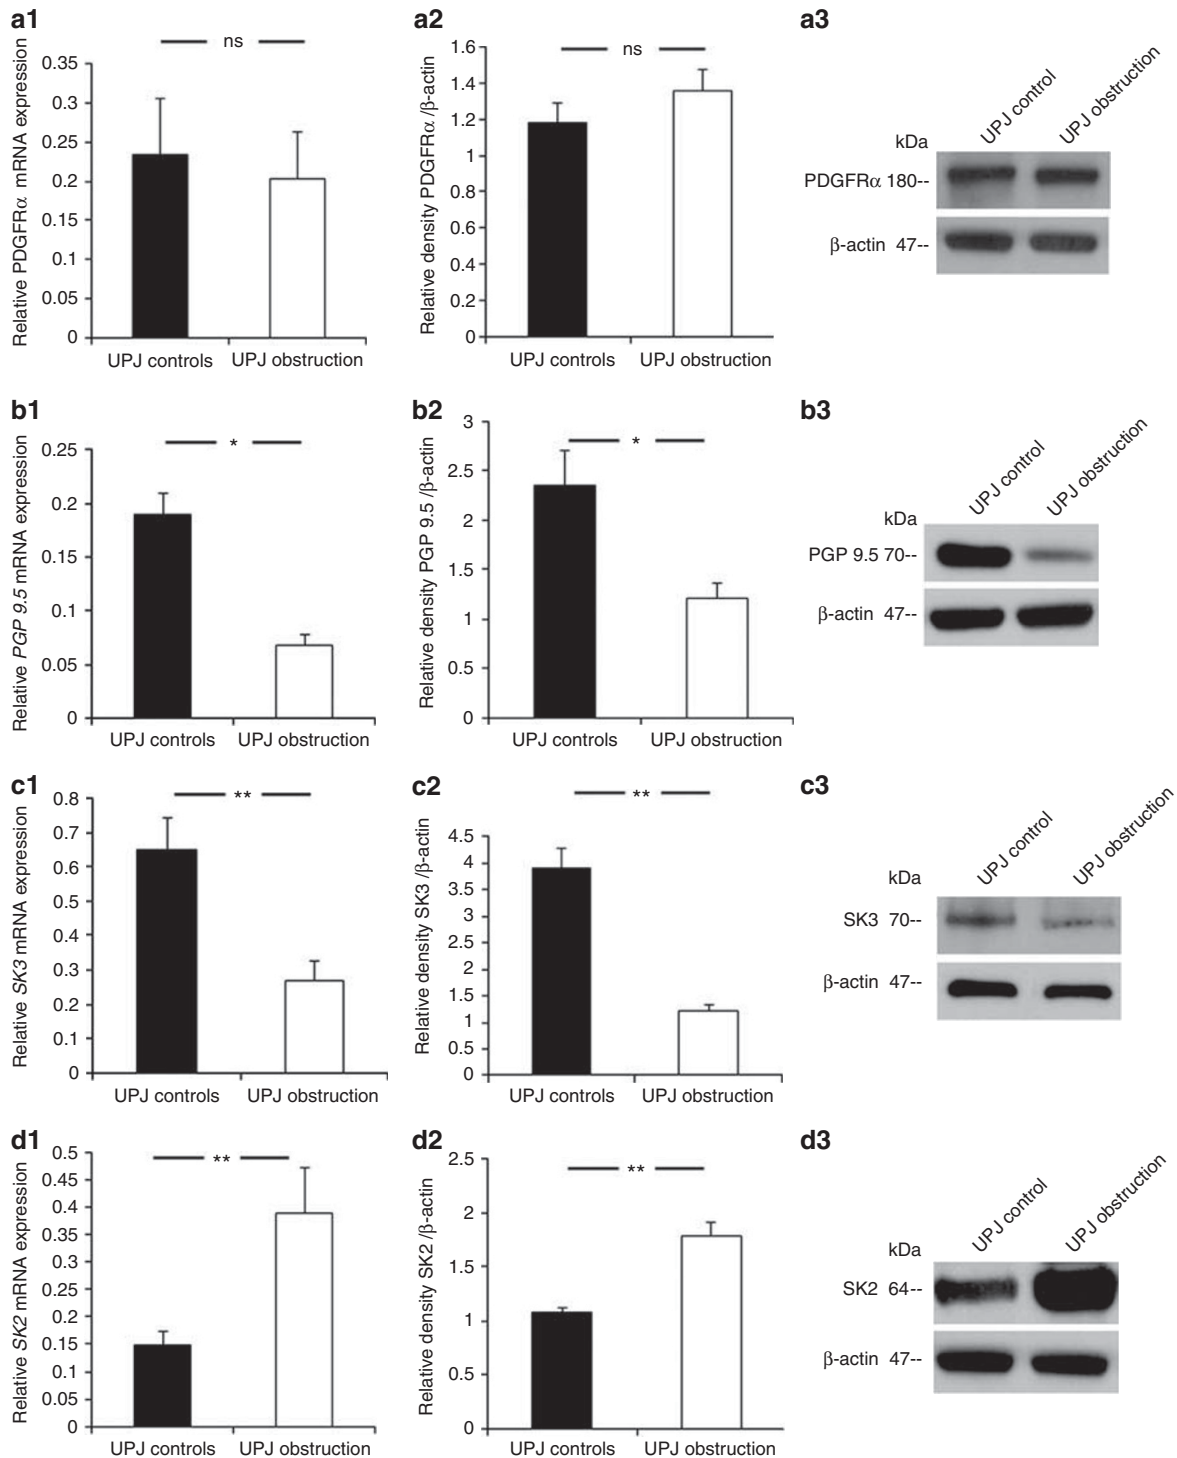 a1
Relative PDGFRα mRNA expression
ns
0.35
0.3
0.25
0.2
0.15
0.1
0.05
0
UPJ controls UPJ obstruction
a2
Relative density PDGFRα /β-actin
ns
1.6
1.4
1.2
1
0.8
0.6
0.4
0.2
0
UPJ controls UPJ obstruction
a3
UPJ control
UPJ obstruction
kDa
PDGFRα 180--
β-actin 47--
b1
Relative PGP 9.5 mRNA expression
*
0.25
0.2
0.15
0.1
0.05
0
UPJ controls UPJ obstruction
b2
Relative density PGP 9.5 /β-actin
*
3
2.5
2
1.5
1
0.5
0
UPJ controls UPJ obstruction
b3
UPJ control
UPJ obstruction
kDa
PGP 9.5 70--
β-actin 47--
c1
Relative SK3 mRNA expression
**
0.8
0.7
0.6
0.5
0.4
0.3
0.2
0.1
0
UPJ controls UPJ obstruction
c2
Relative density SK3 /β-actin
**
4.5
4
3.5
3
2.5
2
1.5
1
0.5
0
UPJ controls UPJ obstruction
c3
UPJ control
UPJ obstruction
kDa
SK3 70--
β-actin 47--
d1
Relative SK2 mRNA expression
**
0.5
0.45
0.4
0.35
0.3
0.25
0.2
0.15
0.1
0.05
0
UPJ controls UPJ obstruction
d2
Relative density SK2 /β-actin
**
2.5
2
1.5
1
0.5
0
UPJ controls UPJ obstruction
d3
UPJ control
UPJ obstruction
kDa
SK2 64--
β-actin 47--